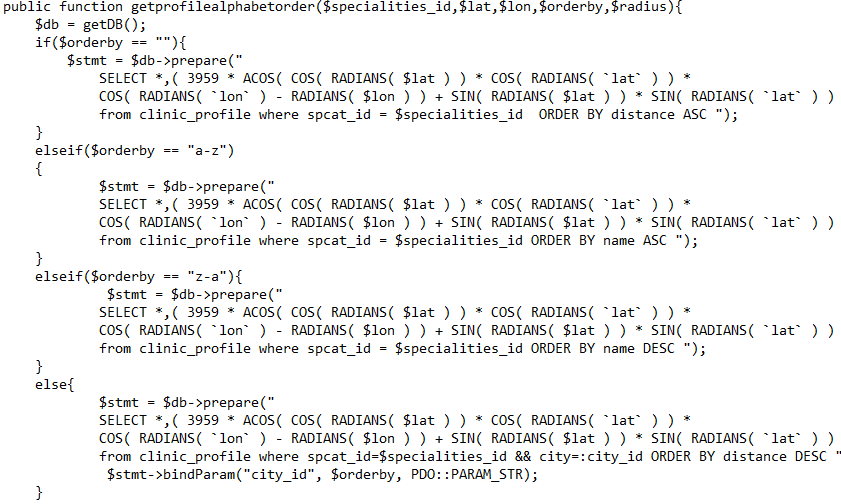 public function getprofilealphabetorder($specialities_id,$lat,$lon,$orderby,$radius){
    $db = getDB();
    if($orderby == ""){
        $stmt = $db->prepare("
            SELECT *,( 3959 * ACOS( COS( RADIANS( $lat ) ) * COS( RADIANS( `lat` ) ) *
            COS( RADIANS( `lon` ) - RADIANS( $lon ) ) + SIN( RADIANS( $lat ) ) * SIN( RADIANS( `lat` ) )
            from clinic_profile where spcat_id = $specialities_id  ORDER BY distance ASC ");
    }
    elseif($orderby == "a-z")
    {
            $stmt = $db->prepare("
            SELECT *,( 3959 * ACOS( COS( RADIANS( $lat ) ) * COS( RADIANS( `lat` ) ) *
            COS( RADIANS( `lon` ) - RADIANS( $lon ) ) + SIN( RADIANS( $lat ) ) * SIN( RADIANS( `lat` ) )
            from clinic_profile where spcat_id = $specialities_id ORDER BY name ASC ");
    }
    elseif($orderby == "z-a"){
             $stmt = $db->prepare("
            SELECT *,( 3959 * ACOS( COS( RADIANS( $lat ) ) * COS( RADIANS( `lat` ) ) *
            COS( RADIANS( `lon` ) - RADIANS( $lon ) ) + SIN( RADIANS( $lat ) ) * SIN( RADIANS( `lat` ) )
            from clinic_profile where spcat_id = $specialities_id ORDER BY name DESC ");
    }
    else{
            $stmt = $db->prepare("
            SELECT *,( 3959 * ACOS( COS( RADIANS( $lat ) ) * COS( RADIANS( `lat` ) ) *
            COS( RADIANS( `lon` ) - RADIANS( $lon ) ) + SIN( RADIANS( $lat ) ) * SIN( RADIANS( `lat` ) )
            from clinic_profile where spcat_id=$specialities_id && city=:city_id ORDER BY distance DESC "
             $stmt->bindParam("city_id", $orderby, PDO::PARAM_STR);
    }